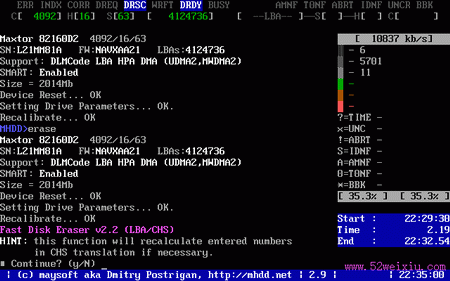 ERR INDX CORR DREQ DRSC WRFT DRDY BUSY AMNF T0NF ABRT IDNF UNCR BBK
C[ 4092] H[16] S[63] [ 4124736] [ --LBA--] --S[ ]--H[ ] C[ ]
Maxtor 82160D2 4092/16/63
SN:L21MM81A FW:NAVXAA21 LBAs:4124736
Support: DLMCode LBA HPA DMA (UDMA2,MWDMA2)
SMART: Enabled
Size = 2014Mb
Device Reset... OK
Setting Drive Parameters... OK.
Recalibrate... OK
MHDD>erase
Maxtor 82160D2 4092/16/63
SN:L21MM81A FW:NAVXAA21 LBAs:4124736
Support: DLMCode LBA HPA DMA (UDMA2,MWDMA2)
SMART: Enabled
Size = 2014Mb
Device Reset... OK
Setting Drive Parameters... OK.
Recalibrate... OK
Fast Disk Eraser v2.2 (LBA/CHS)
HINT: this function will recalculate entered numbers
in CHS translation if necessary.
# Continue? (y/N)_
[ 10837 kb/s]
- 6
- 5701
- 11
-
-
-
?=TIME -
×=UNC -
!=ABRT -
S=IDNF -
A=AMNF -
0=T0NF -
*=BBK -
[ 35.3% ] [ 35.3% ]
Start : 22:29:30
Time : 2.19
End : 22:32.54
www.52weixiu.com
| (c) maysoft aka Dmitry Postrigan, http://mhdd.net | 2.9 | | 22:35:00